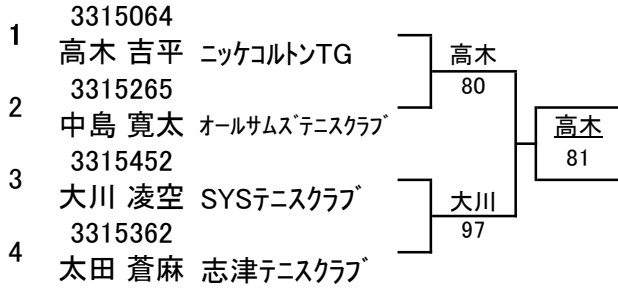 3315064
1
高木 吉平 ニッケコルトンTG
高木
3315265
80
2
中島 寛太 オールサムズテニスクラブ
高木
3315452
81
3
大川 凌空 SYSテニスクラブ
大川
3315362
97
4
太田 蒼麻 志津テニスクラブ